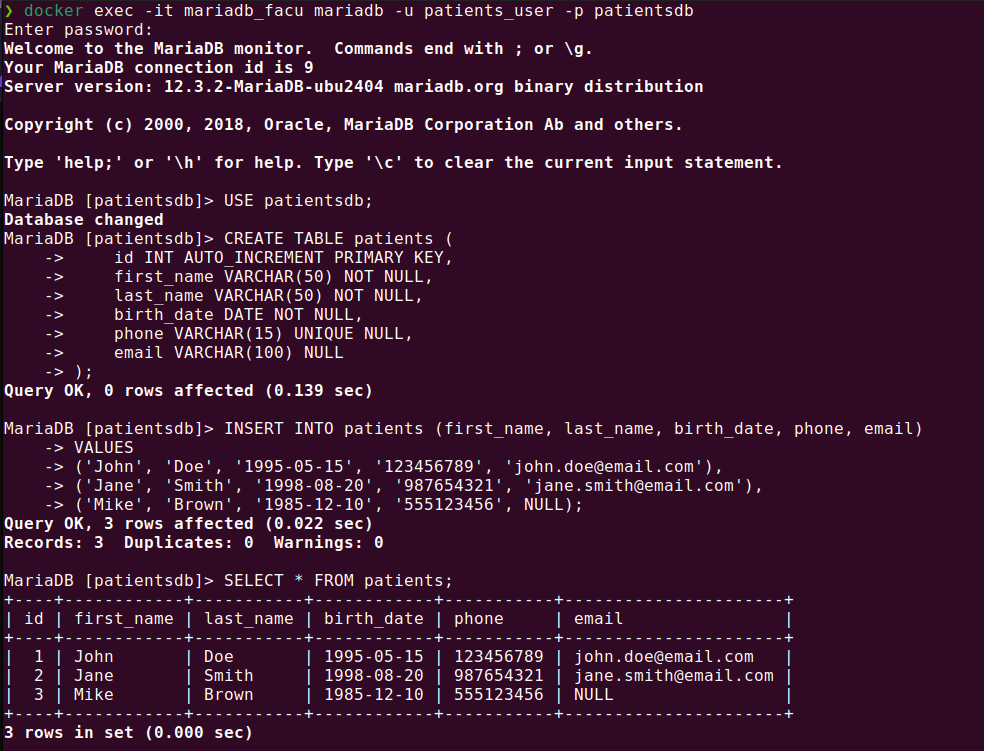 ❯ docker exec -it mariadb_facu mariadb -u patients_user -p patientsdb
Enter password:
Welcome to the MariaDB monitor.  Commands end with ; or \g.
Your MariaDB connection id is 9
Server version: 12.3.2-MariaDB-ubu2404 mariadb.org binary distribution

Copyright (c) 2000, 2018, Oracle, MariaDB Corporation Ab and others.

Type 'help;' or '\h' for help. Type '\c' to clear the current input statement.

MariaDB [patientsdb]> USE patientsdb;
Database changed
MariaDB [patientsdb]> CREATE TABLE patients (
    ->     id INT AUTO_INCREMENT PRIMARY KEY,
    ->     first_name VARCHAR(50) NOT NULL,
    ->     last_name VARCHAR(50) NOT NULL,
    ->     birth_date DATE NOT NULL,
    ->     phone VARCHAR(15) UNIQUE NULL,
    ->     email VARCHAR(100) NULL
    -> );
Query OK, 0 rows affected (0.139 sec)

MariaDB [patientsdb]> INSERT INTO patients (first_name, last_name, birth_date, phone, email)
    -> VALUES
    -> ('John', 'Doe', '1995-05-15', '123456789', 'john.doe@email.com'),
    -> ('Jane', 'Smith', '1998-08-20', '987654321', 'jane.smith@email.com'),
    -> ('Mike', 'Brown', '1985-12-10', '555123456', NULL);
Query OK, 3 rows affected (0.022 sec)
Records: 3  Duplicates: 0  Warnings: 0

MariaDB [patientsdb]> SELECT * FROM patients;
+----+------------+-----------+------------+-----------+----------------------+
| id | first_name | last_name | birth_date | phone     | email                |
+----+------------+-----------+------------+-----------+----------------------+
|  1 | John       | Doe       | 1995-05-15 | 123456789 | john.doe@email.com   |
|  2 | Jane       | Smith     | 1998-08-20 | 987654321 | jane.smith@email.com |
|  3 | Mike       | Brown     | 1985-12-10 | 555123456 | NULL                 |
+----+------------+-----------+------------+-----------+----------------------+
3 rows in set (0.000 sec)